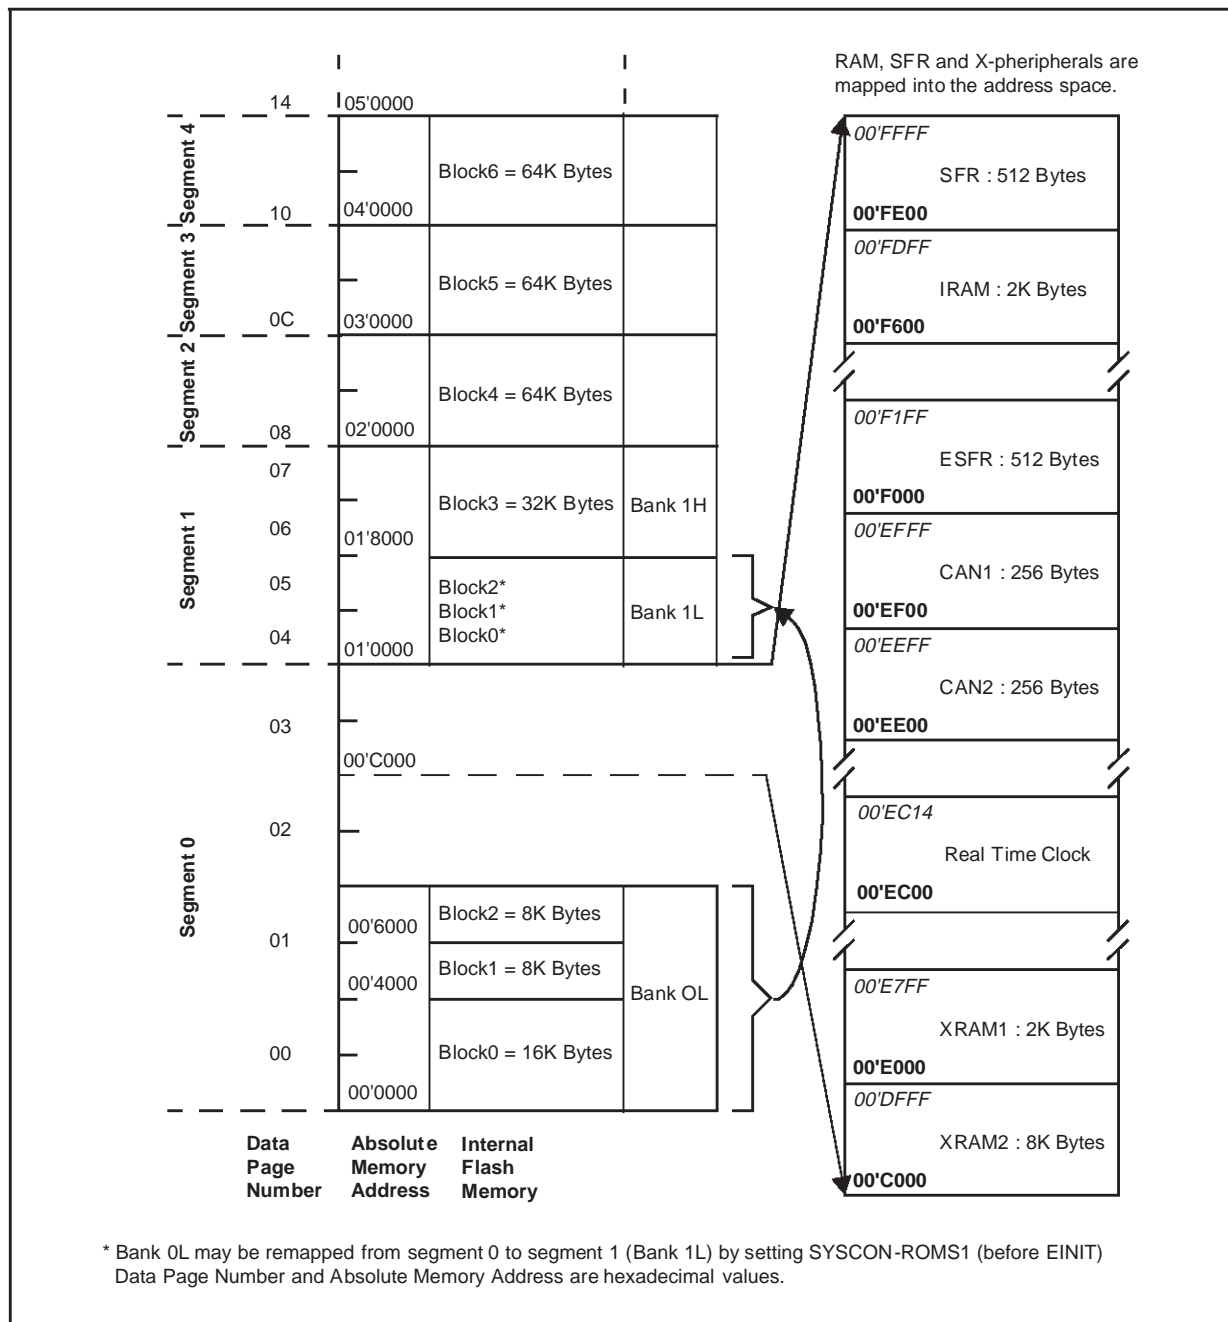 RAM, SFR and X-pheripherals are
mapped into the address space.
14
05'0000
Segment 4
Block6 = 64K Bytes
10
04'0000
Segment 3
Block5 = 64K Bytes
0C
03'0000
Segment 2
Block4 = 64K Bytes
08
02'0000
Segment 1
07
Block3 = 32K Bytes
Bank 1H
06
01'8000
05
Block2*
Block1*
Block0*
Bank 1L
04
01'0000
Segment 0
03
00'C000
02
Block2 = 8K Bytes
00'6000
01
Block1 = 8K Bytes
00'4000
Bank OL
00
Block0 = 16K Bytes
00'0000
Data
Page
Number
Absolute
Memory
Address
Internal
Flash
Memory
00'FFFF
SFR : 512 Bytes
00'FE00
00'FDFF
IRAM : 2K Bytes
00'F600
00'F1FF
ESFR : 512 Bytes
00'F000
00'EFFF
CAN1 : 256 Bytes
00'EF00
00'EEFF
CAN2 : 256 Bytes
00'EE00
00'EC14
Real Time Clock
00'EC00
00'E7FF
XRAM1 : 2K Bytes
00'E000
00'DFFF
XRAM2 : 8K Bytes
00'C000
* Bank 0L may be remapped from segment 0 to segment 1 (Bank 1L) by setting SYSCON-ROMS1 (before EINIT)
Data Page Number and Absolute Memory Address are hexadecimal values.